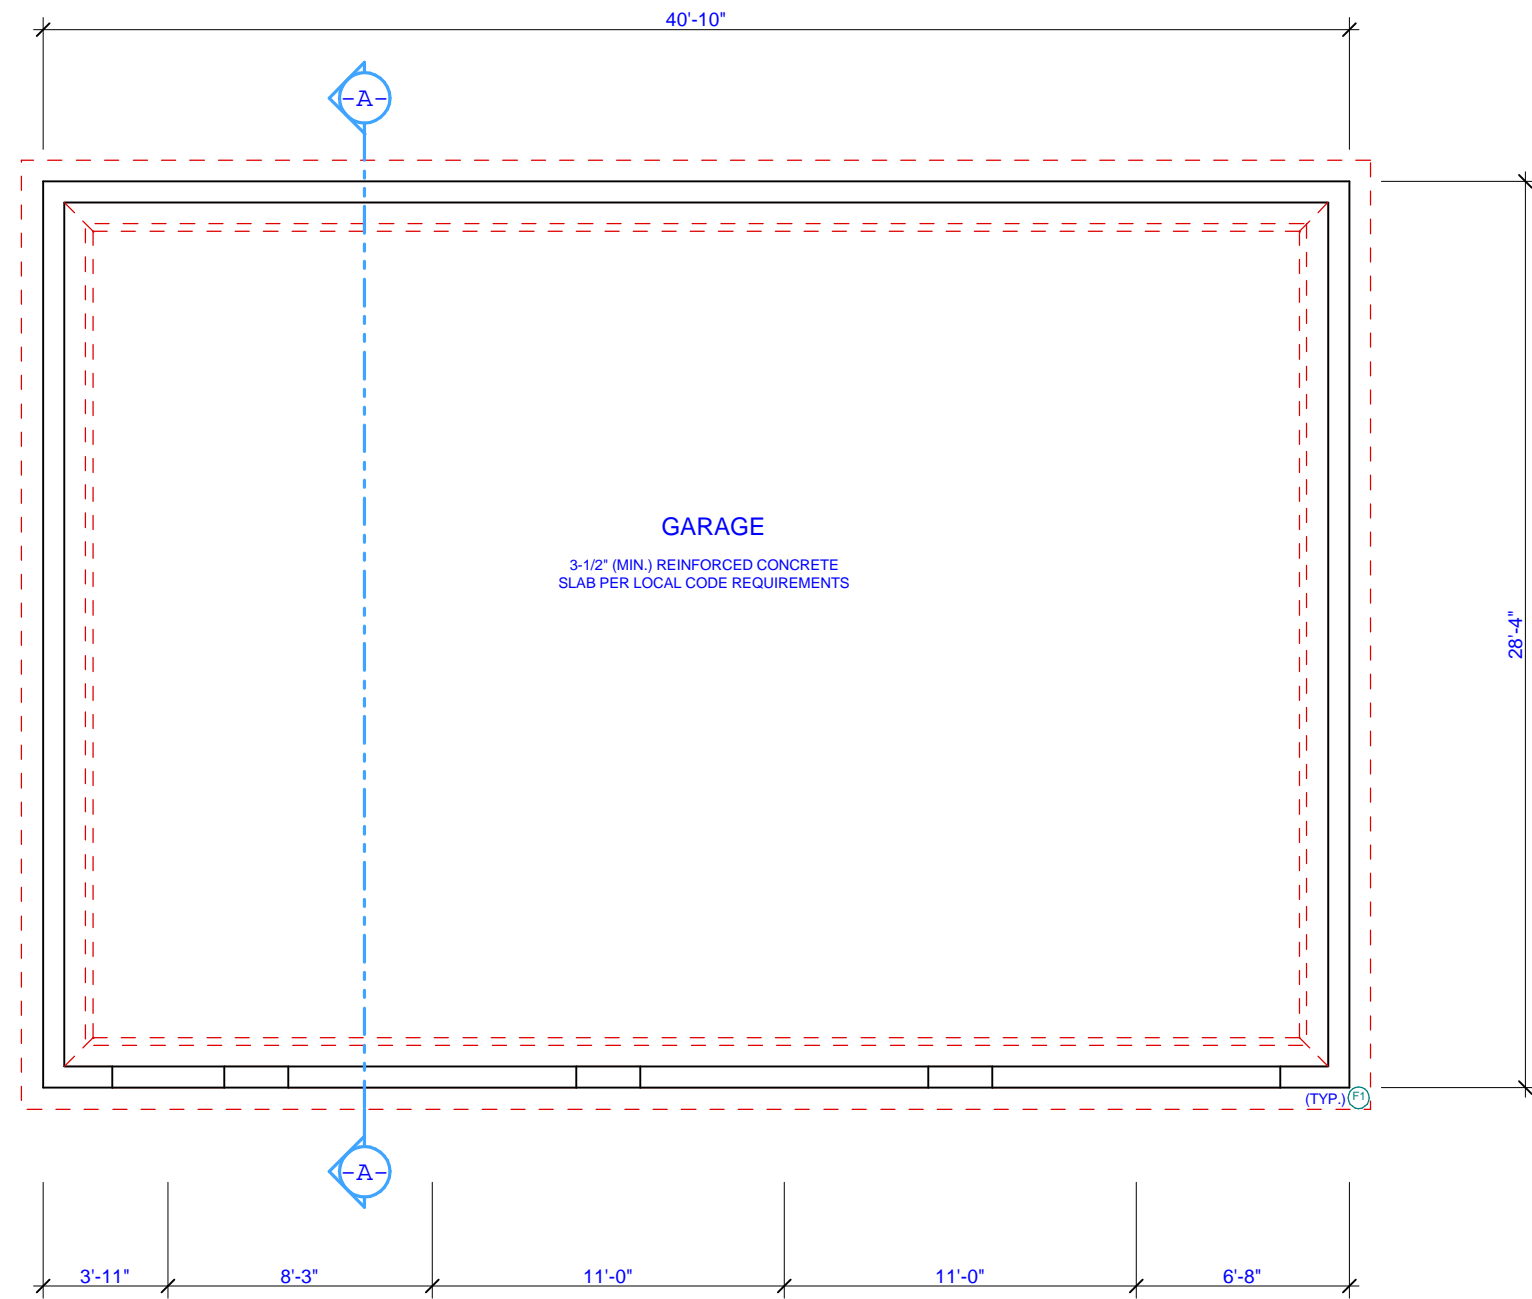 40'-10"
-A-
GARAGE
3-1/2" (MIN.) REINFORCED CONCRETE
SLAB PER LOCAL CODE REQUIREMENTS
28'-4"
(TYP.) F1
-A-
3'-11" 8'-3" 11'-0" 11'-0" 6'-8"